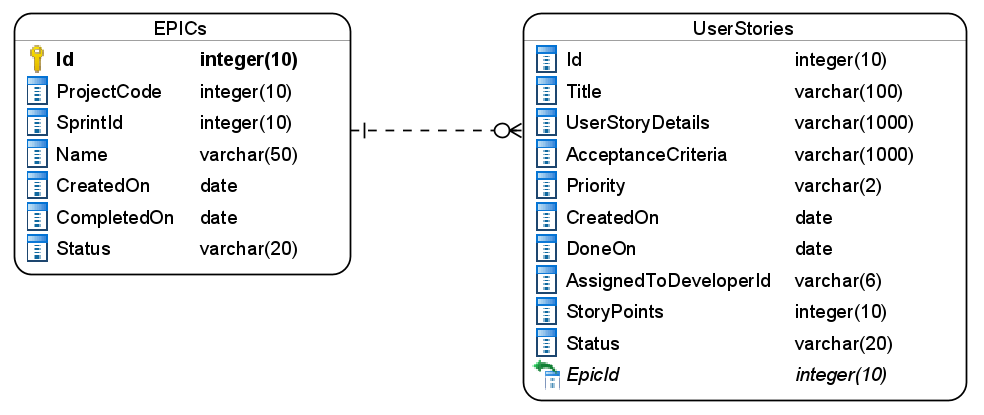 EPICs
Id integer(10)
ProjectCode integer(10)
SprintId integer(10)
Name varchar(50)
CreatedOn date
CompletedOn date
Status varchar(20)
UserStories
Id integer(10)
Title varchar(100)
UserStoryDetails varchar(1000)
AcceptanceCriteria varchar(1000)
Priority varchar(2)
CreatedOn date
DoneOn date
AssignedToDeveloperId varchar(6)
StoryPoints integer(10)
Status varchar(20)
EpicId integer(10)